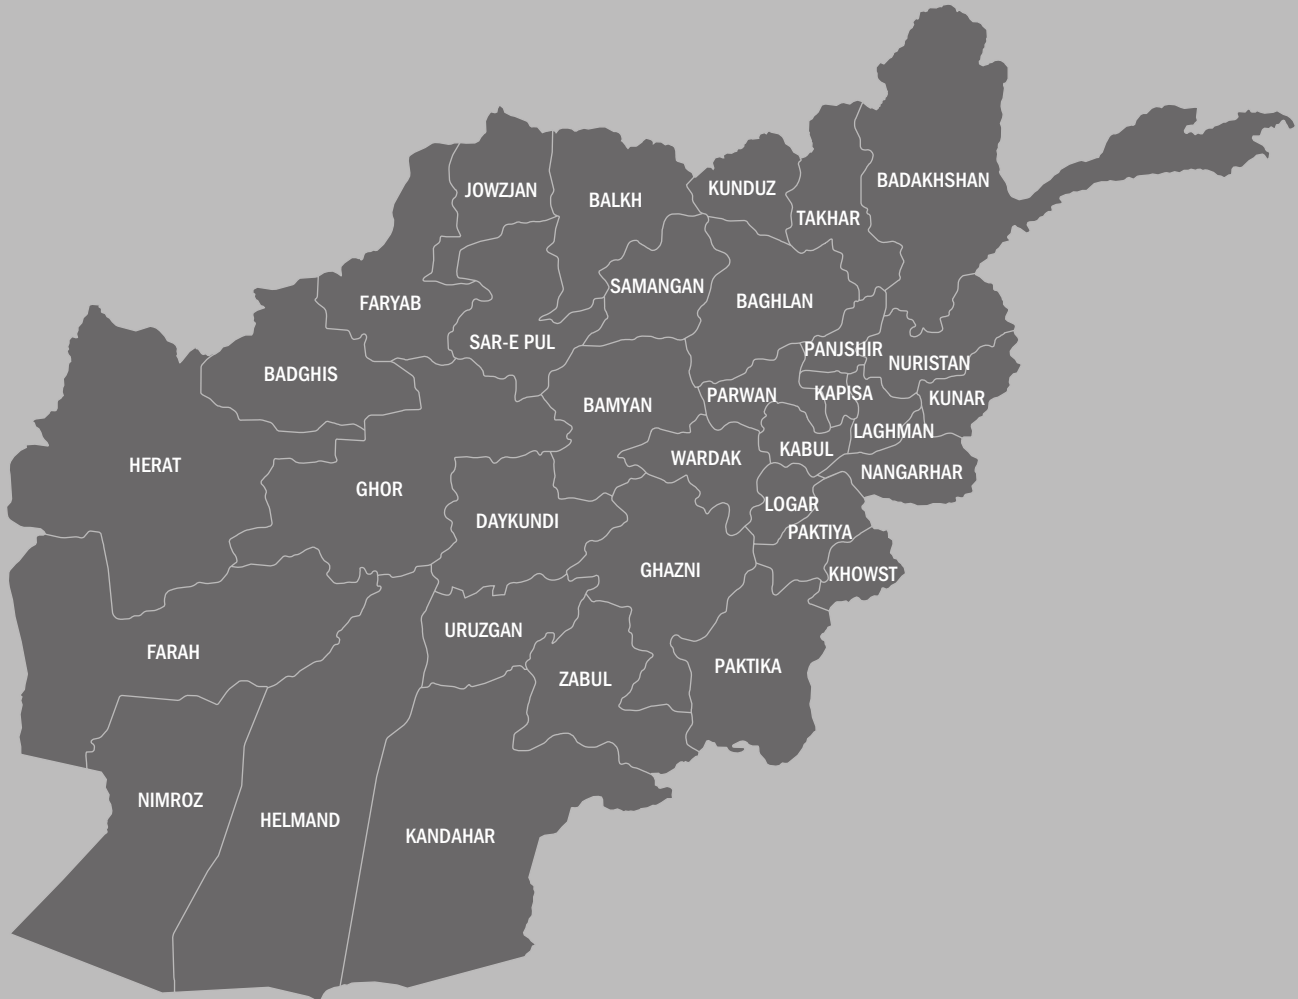 BADAKHSHAN
JOWZJAN
BALKH
KUNDUZ
TAKHAR
FARYAB
SAMANGAN
BAGHLAN
SAR-E PUL
PANJSHIR
NURISTAN
BADGHIS
BAMYAN
PARWAN
KAPISA
KUNAR
LAGHMAN
HERAT
WARDAK
KABUL
NANGARHAR
GHOR
LOGAR
DAYKUNDI
PAKTIYA
GHAZNI
KHOWST
URUZGAN
FARAH
ZABUL
PAKTIKA
NIMROZ
HELMAND
KANDAHAR